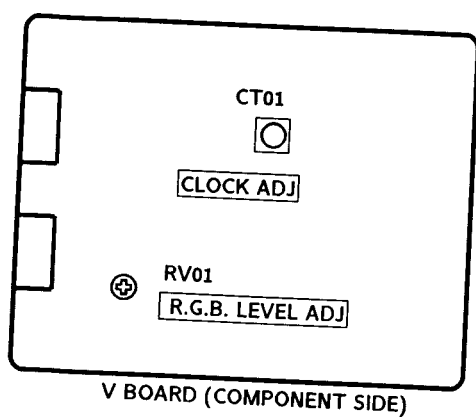 CT01
CLOCK ADJ
RV01
R.G.B. LEVEL ADJ
V BOARD (COMPONENT SIDE)